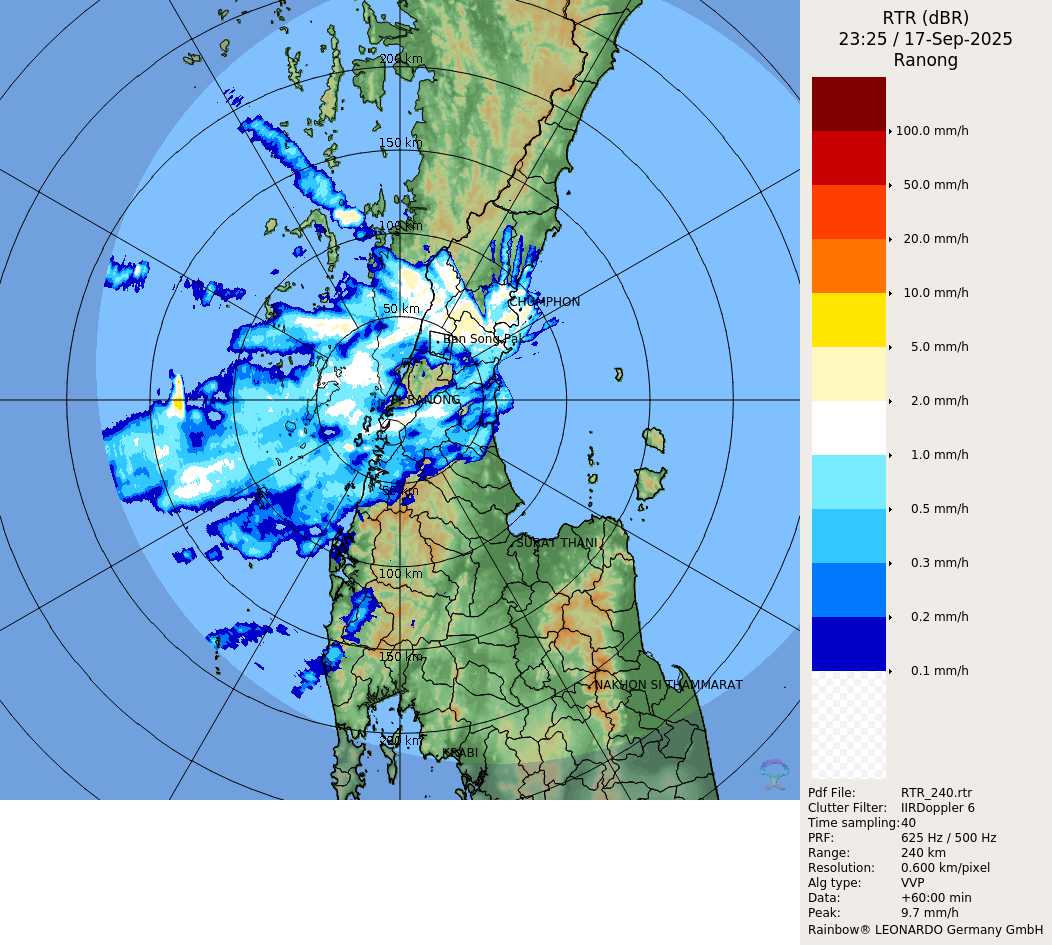 RTR (dBR)
23:25 / 17-Sep-2025
Ranong
200 km
150 km
100 km
50 km
CHUMPHON
Ban Song Pak
RANONG
50 km
SURAT THANI
100 km
150 km
NAKHON SI THAMMARAT
200 km
KRABI
100.0 mm/h
50.0 mm/h
20.0 mm/h
10.0 mm/h
5.0 mm/h
2.0 mm/h
1.0 mm/h
0.5 mm/h
0.3 mm/h
0.2 mm/h
0.1 mm/h
Pdf File: RTR_240.rtr
Clutter Filter: IIRDoppler 6
Time sampling: 40
PRF: 625 Hz / 500 Hz
Range: 240 km
Resolution: 0.600 km/pixel
Alg type: VVP
Data: +60:00 min
Peak: 9.7 mm/h
Rainbow® LEONARDO Germany GmbH